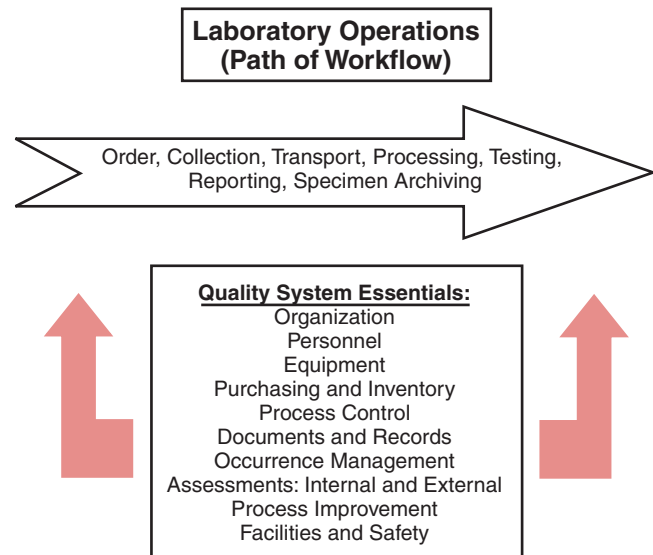 Laboratory Operations
(Path of Workflow)
Order, Collection, Transport, Processing, Testing,
Reporting, Specimen Archiving
Quality System Essentials:
Organization
Personnel
Equipment
Purchasing and Inventory
Process Control
Documents and Records
Occurrence Management
Assessments: Internal and External
Process Improvement
Facilities and Safety